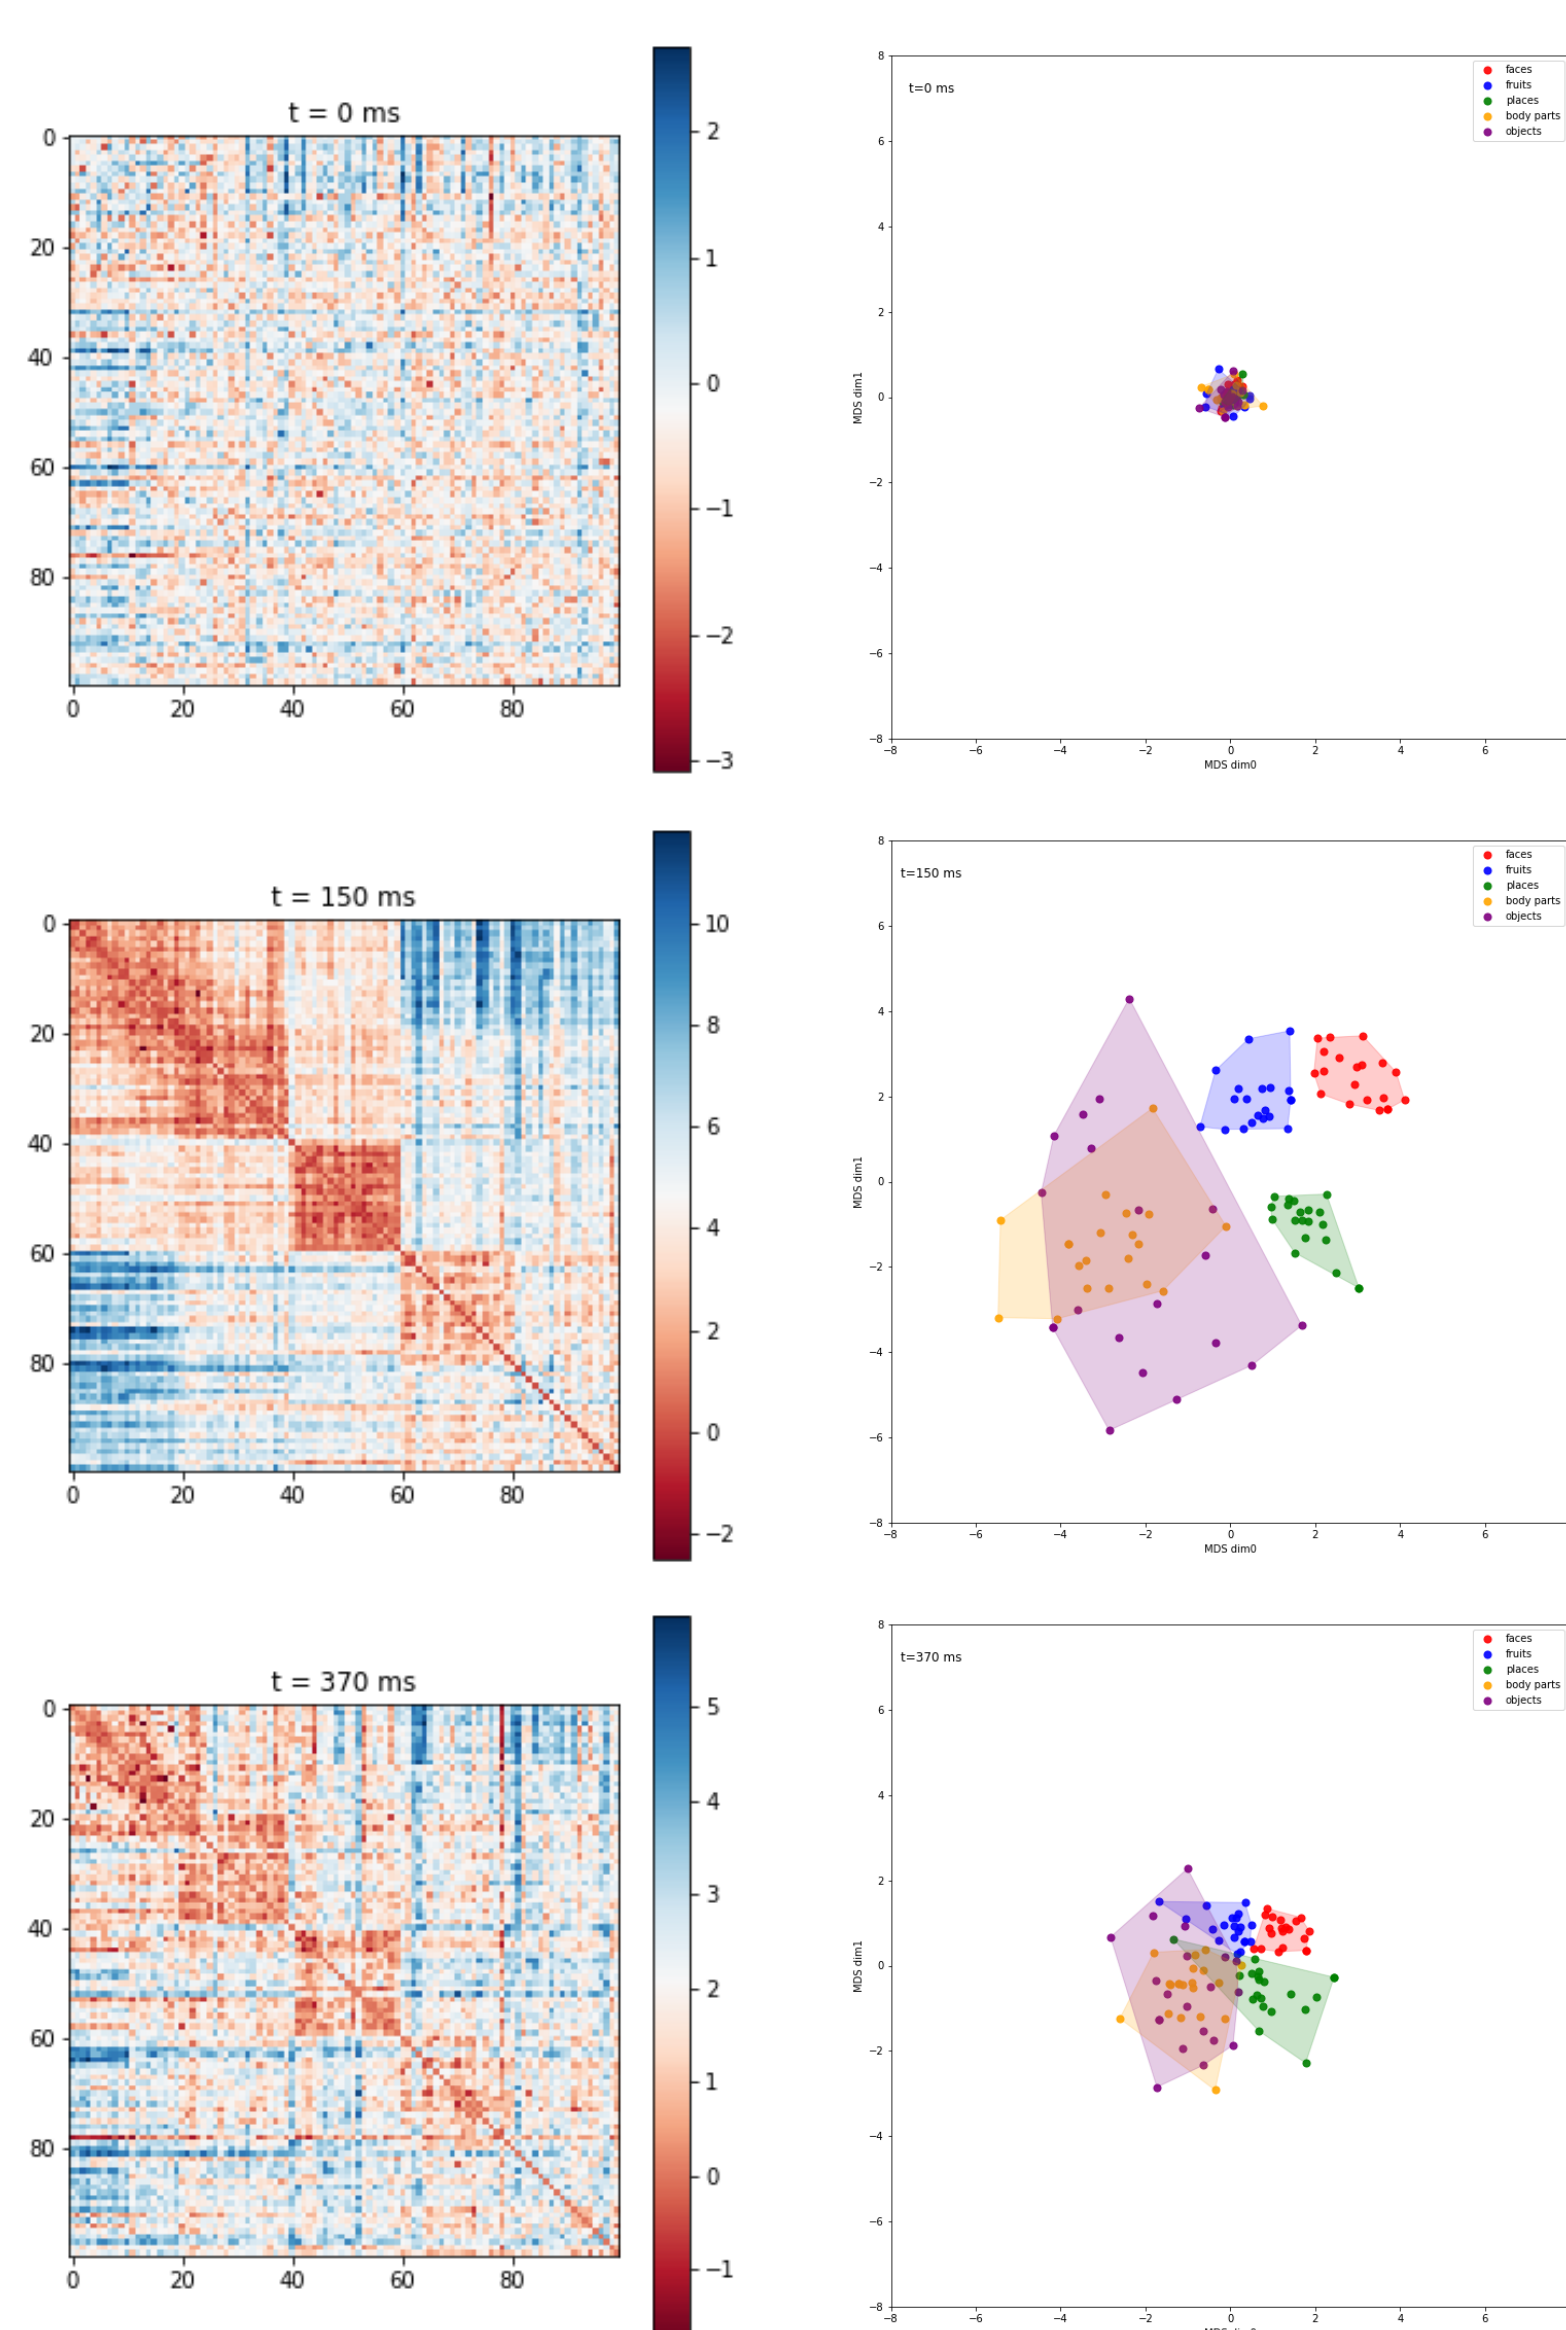 t = 0 ms
0
20
40
60
80
0 20 40 60 80
2
1
0
−1
−2
−3
t=0 ms
faces
fruits
places
body parts
objects
8
6
4
2
0
−2
−4
−6
−8
−8 −6 −4 −2 0 2 4 6
MDS dim0
MDS dim1
t = 150 ms
0
20
40
60
80
0 20 40 60 80
10
8
6
4
2
0
−2
t=150 ms
faces
fruits
places
body parts
objects
8
6
4
2
0
−2
−4
−6
−8
−8 −6 −4 −2 0 2 4 6
MDS dim0
MDS dim1
t = 370 ms
0
20
40
60
80
0 20 40 60 80
5
4
3
2
1
0
−1
t=370 ms
faces
fruits
places
body parts
objects
8
6
4
2
0
−2
−4
−6
−8
−8 −6 −4 −2 0 2 4 6
MDS dim1